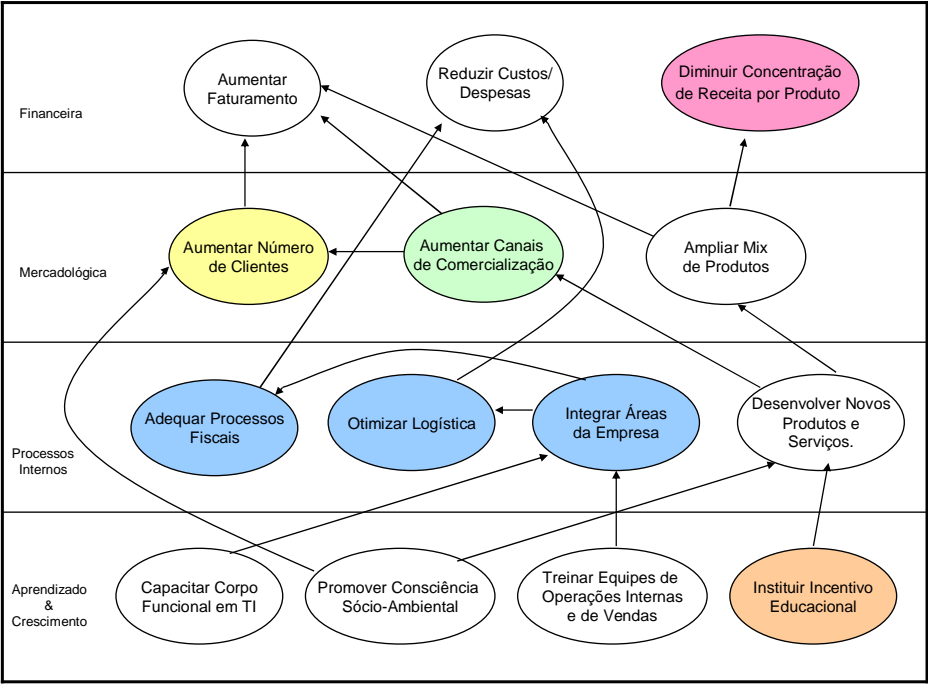 Financeira
Aumentar
Faturamento
Reduzir Custos/
Despesas
Diminuir Concentração
de Receita por Produto
Mercadológica
Aumentar Número
de Clientes
Aumentar Canais
de Comercialização
Ampliar Mix
de Produtos
Processos
Internos
Adequar Processos
Fiscais
Otimizar Logística
Integrar Áreas
da Empresa
Desenvolver Novos
Produtos e
Serviços.
Aprendizado
&
Crescimento
Capacitar Corpo
Funcional em TI
Promover Consciência
Sócio-Ambiental
Treinar Equipes de
Operações Internas
e de Vendas
Instituir Incentivo
Educacional